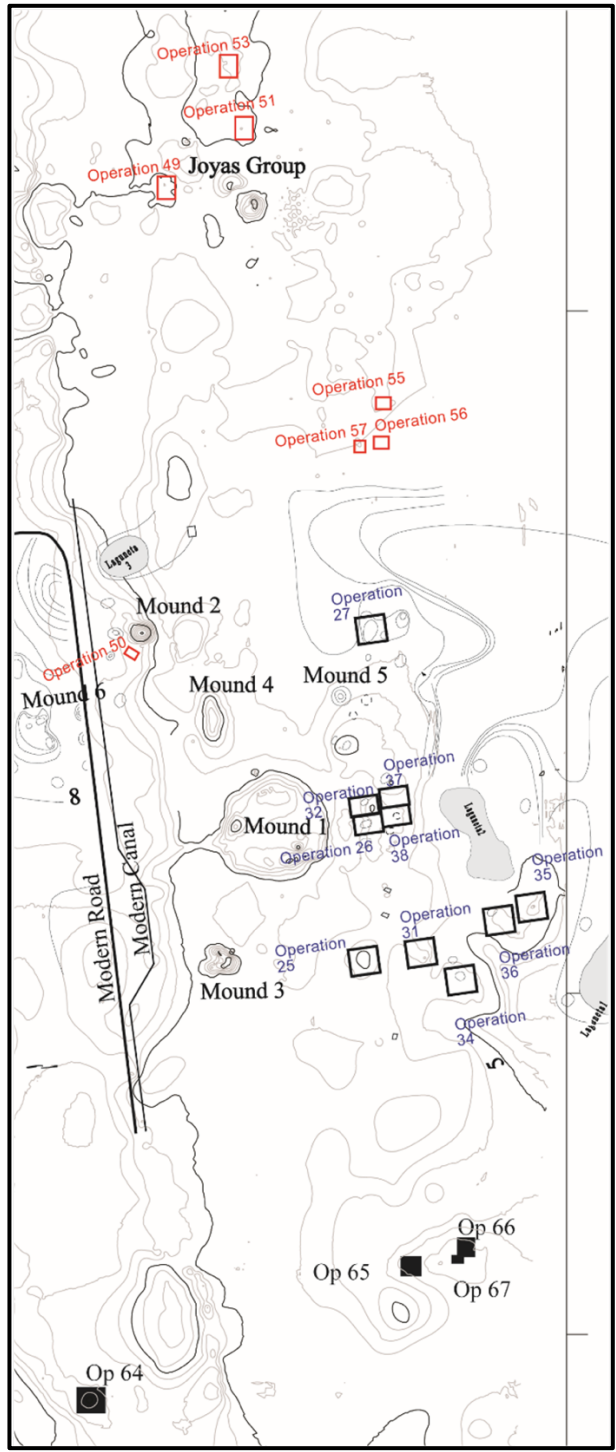 Operation 53
Operation 51
Operation 49
Joyas Group
Operation 55
Operation 57
Operation 56
Laguneta
3
Mound 2
Operation
27
Operation 50
Mound 5
Mound 6
Mound 4
Operation
37
8
Operation
32
Mound 1
Operation 26
Operation
38
Operation
35
Modern Road
Modern Canal
Operation
25
Operation
31
Operation
36
Mound 3
Operation
34
5
Op 66
Op 65
Op 67
Op 64